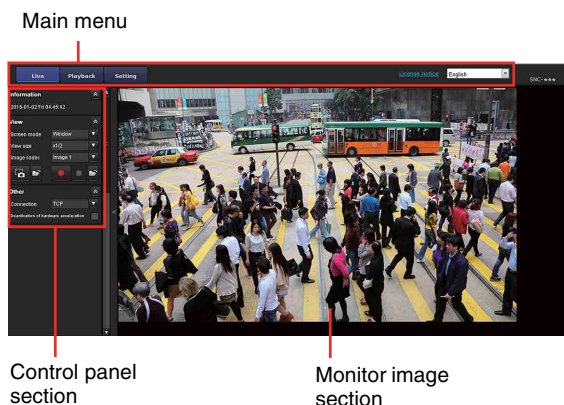 Main menu
Live Playback Setting License notice English SNC-***
Information
2015-01-02 Fri 04:45:42
View
Screen mode Window
View size x1/2
Image codec Image 1
Other
Connection TCP
Deactivation of hardware acceleration
Control panel
section
Monitor image
section